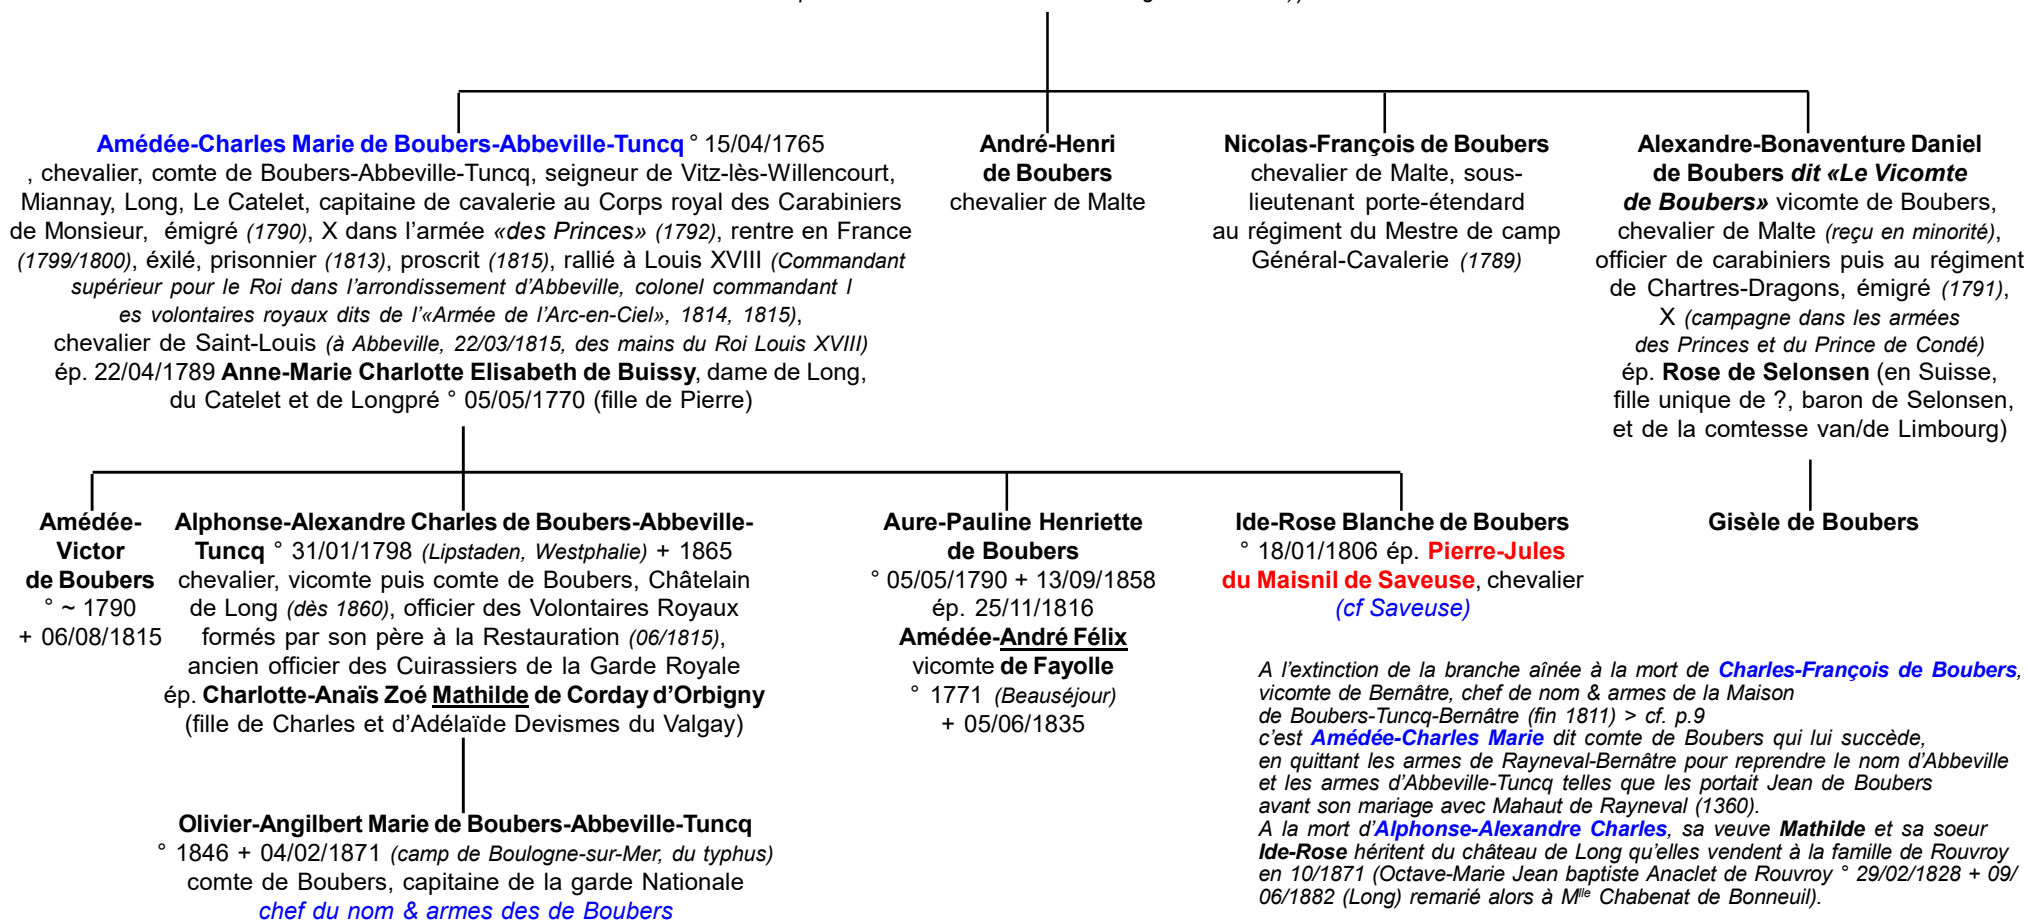 Amédée-Charles Marie de Boubers-Abbeville-Tuncq ° 15/04/1765
, chevalier, comte de Boubers-Abbeville-Tuncq, seigneur de Vitz-lès-Willencourt,
Miannay, Long, Le Catelet, capitaine de cavalerie au Corps royal des Carabiniers
de Monsieur, émigré (1790), X dans l’armée «des Princes» (1792), rentre en France
(1799/1800), éxilé, prisonnier (1813), proscrit (1815), rallié à Louis XVIII (Commandant
supérieur pour le Roi dans l’arrondissement d’Abbeville, colonel commandant l
es volontaires royaux dits de l’«Armée de l’Arc-en-Ciel», 1814, 1815),
chevalier de Saint-Louis (à Abbeville, 22/03/1815, des mains du Roi Louis XVIII)
ép. 22/04/1789 Anne-Marie Charlotte Elisabeth de Buissy, dame de Long,
du Catelet et de Longpré ° 05/05/1770 (fille de Pierre)
André-Henri
de Boubers
chevalier de Malte
Nicolas-François de Boubers
chevalier de Malte, sous-
lieutenant porte-étendard
au régiment du Mestre de camp
Général-Cavalerie (1789)
Alexandre-Bonaventure Daniel
de Boubers dit «Le Vicomte
de Boubers» vicomte de Boubers,
chevalier de Malte (reçu en minorité),
officier de carabiniers puis au régiment
de Chartres-Dragons, émigré (1791),
X (campagne dans les armées
des Princes et du Prince de Condé)
ép. Rose de Selonsen (en Suisse,
fille unique de ?, baron de Selonsen,
et de la comtesse van/de Limbourg)
Amédée-
Victor
de Boubers
° ~ 1790
+ 06/08/1815
Alphonse-Alexandre Charles de Boubers-Abbeville-
Tuncq ° 31/01/1798 (Lipstaden, Westphalie) + 1865
chevalier, vicomte puis comte de Boubers, Châtelain
de Long (dès 1860), officier des Volontaires Royaux
formés par son père à la Restauration (06/1815),
ancien officier des Cuirassiers de la Garde Royale
ép. Charlotte-Anaïs Zoé Mathilde de Corday d’Orbigny
(fille de Charles et d’Adélaïde Devismes du Valgay)
Aure-Pauline Henriette
de Boubers
° 05/05/1790 + 13/09/1858
ép. 25/11/1816
Amédée-André Félix
vicomte de Fayolle
° 1771 (Beauséjour)
+ 05/06/1835
Ide-Rose Blanche de Boubers
° 18/01/1806 ép. Pierre-Jules
du Maisnil de Saveuse, chevalier
(cf Saveuse)
Gisèle de Boubers
Olivier-Angilbert Marie de Boubers-Abbeville-Tuncq
° 1846 + 04/02/1871 (camp de Boulogne-sur-Mer, du typhus)
comte de Boubers, capitaine de la garde Nationale
chef du nom & armes des de Boubers
A l’extinction de la branche aînée à la mort de Charles-François de Boubers,
vicomte de Bernâtre, chef de nom & armes de la Maison
de Boubers-Tuncq-Bernâtre (fin 1811) > cf. p.9
c’est Amédée-Charles Marie dit comte de Boubers qui lui succède,
en quittant les armes de Rayneval-Bernâtre pour reprendre le nom d’Abbeville
et les armes d’Abbeville-Tuncq telles que les portait Jean de Boubers
avant son mariage avec Mahaut de Rayneval (1360).
A la mort d’Alphonse-Alexandre Charles, sa veuve Mathilde et sa soeur
Ide-Rose héritent du château de Long qu’elles vendent à la famille de Rouvroy
en 10/1871 (Octave-Marie Jean baptiste Anaclet de Rouvroy ° 29/02/1828 + 09/
06/1882 (Long) remarié alors à Mlle Chabenat de Bonneuil).